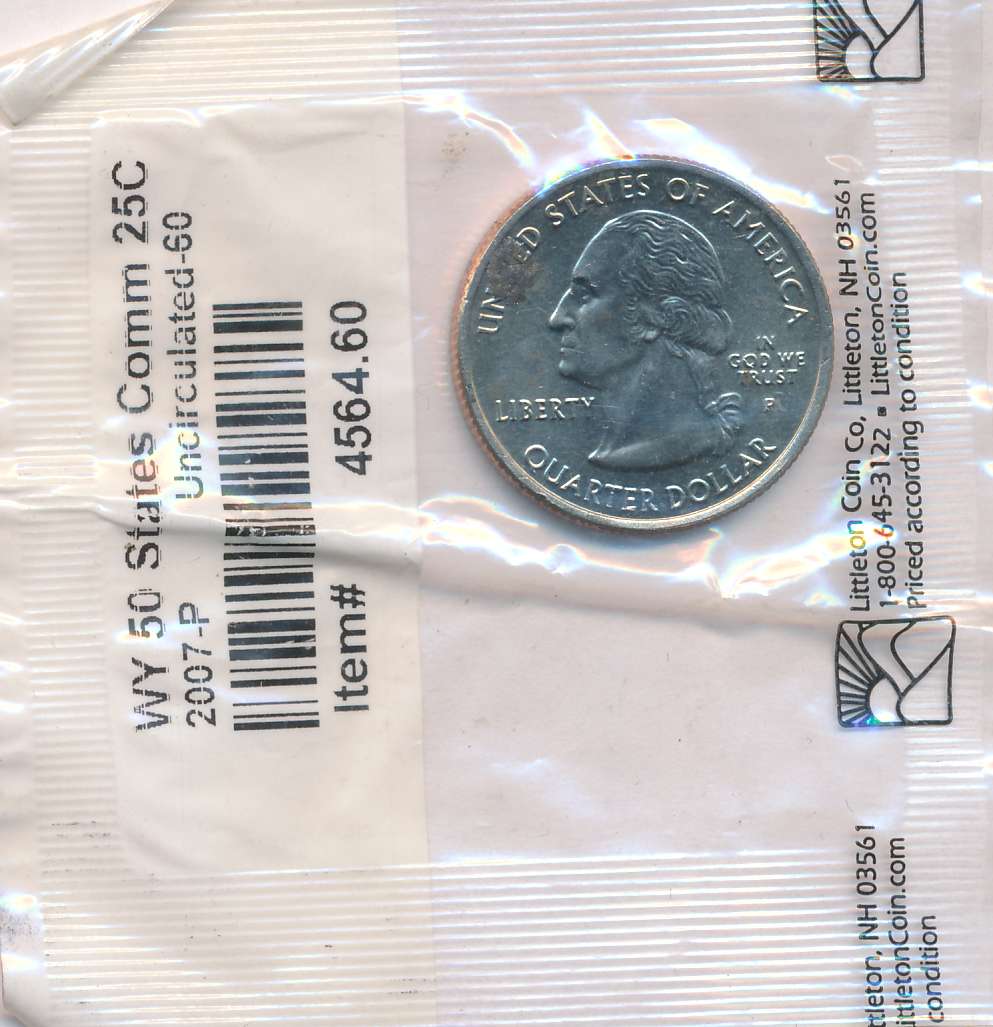 WY 50 States Comm 25C
2007-P Uncirculated-60
Item# 4564.60
UNITED STATES OF AMERICA
IN
GOD WE
TRUST
LIBERTY
P
QUARTER DOLLAR
Littleton Coin Co, Littleton, NH 03561
1-800-645-3122 ▪ LittletonCoin.com
Priced according to condition
tleton, NH 03561
ittletonCoin.com
condition